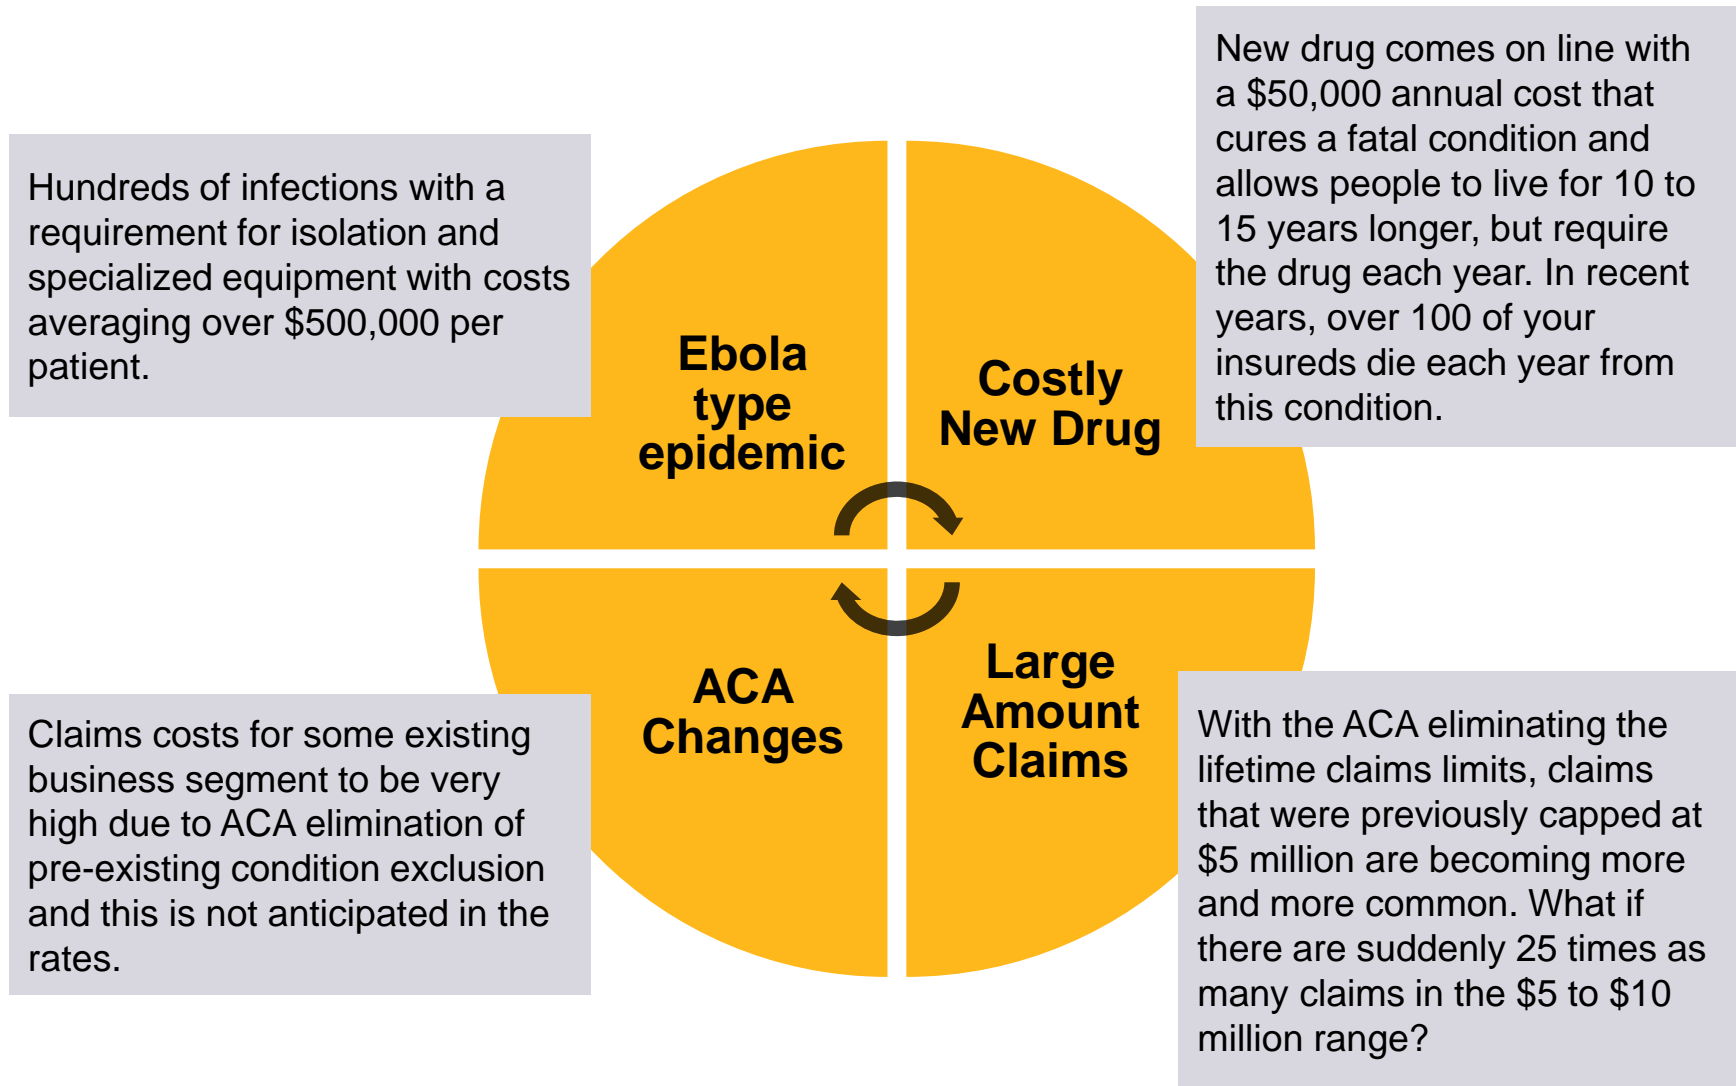 Hundreds of infections with a
requirement for isolation and
specialized equipment with costs
averaging over $500,000 per
patient.
New drug comes on line with
a $50,000 annual cost that
cures a fatal condition and
allows people to live for 10 to
15 years longer, but require
the drug each year. In recent
years, over 100 of your
insureds die each year from
this condition.
Ebola
type
epidemic
Costly
New Drug
ACA
Changes
Large
Amount
Claims
Claims costs for some existing
business segment to be very
high due to ACA elimination of
pre-existing condition exclusion
and this is not anticipated in the
rates.
With the ACA eliminating the
lifetime claims limits, claims
that were previously capped at
$5 million are becoming more
and more common. What if
there are suddenly 25 times as
many claims in the $5 to $10
million range?